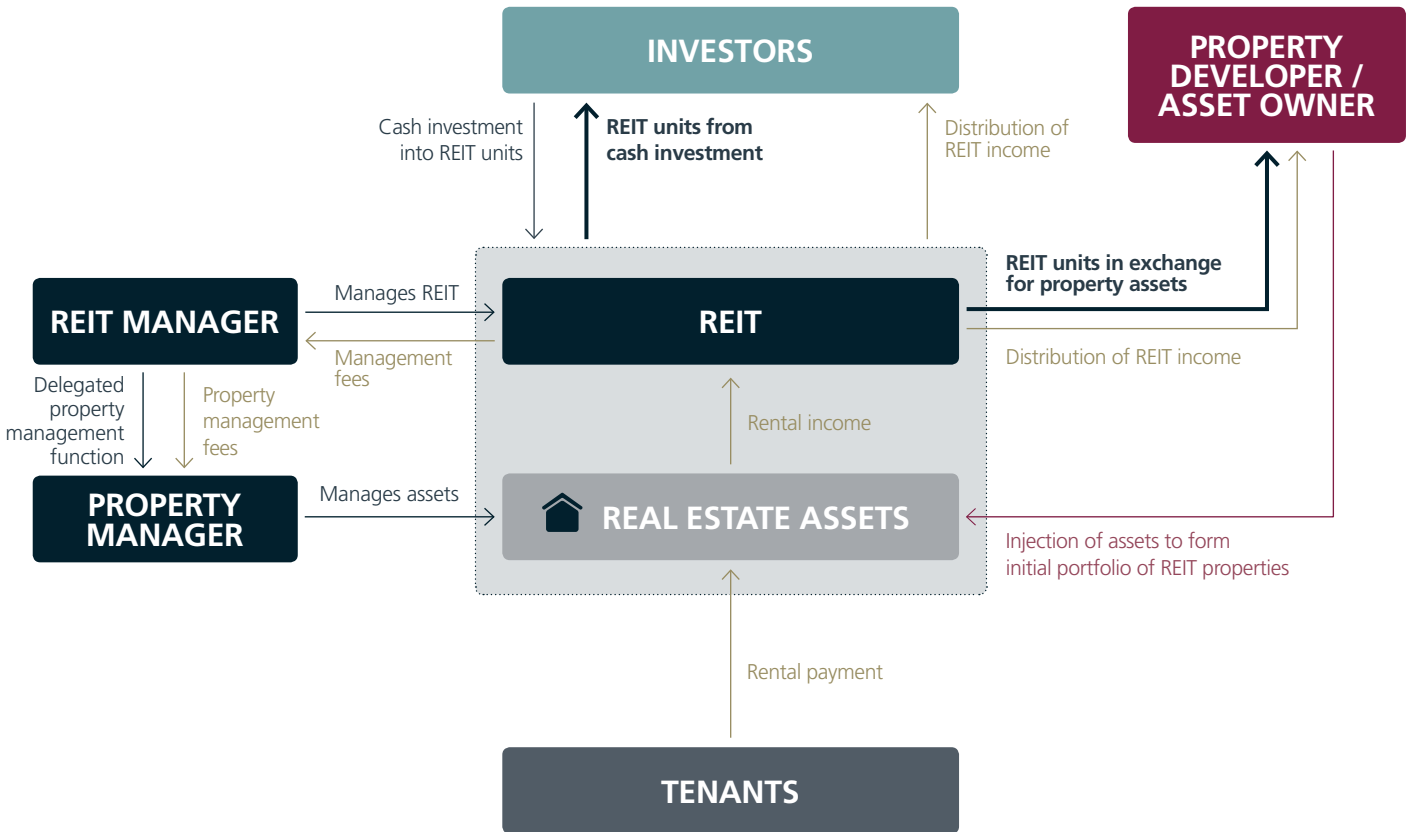 INVESTORS
PROPERTY
DEVELOPER /
ASSET OWNER
Cash investment
into REIT units
REIT units from
cash investment
Distribution of
REIT income
REIT units in exchange
for property assets
Distribution of REIT income
REIT MANAGER
Manages REIT
Management
fees
REIT
Delegated
property
management
function
Property
management
fees
Rental income
PROPERTY
MANAGER
Manages assets
REAL ESTATE ASSETS
Injection of assets to form
initial portfolio of REIT properties
Rental payment
TENANTS